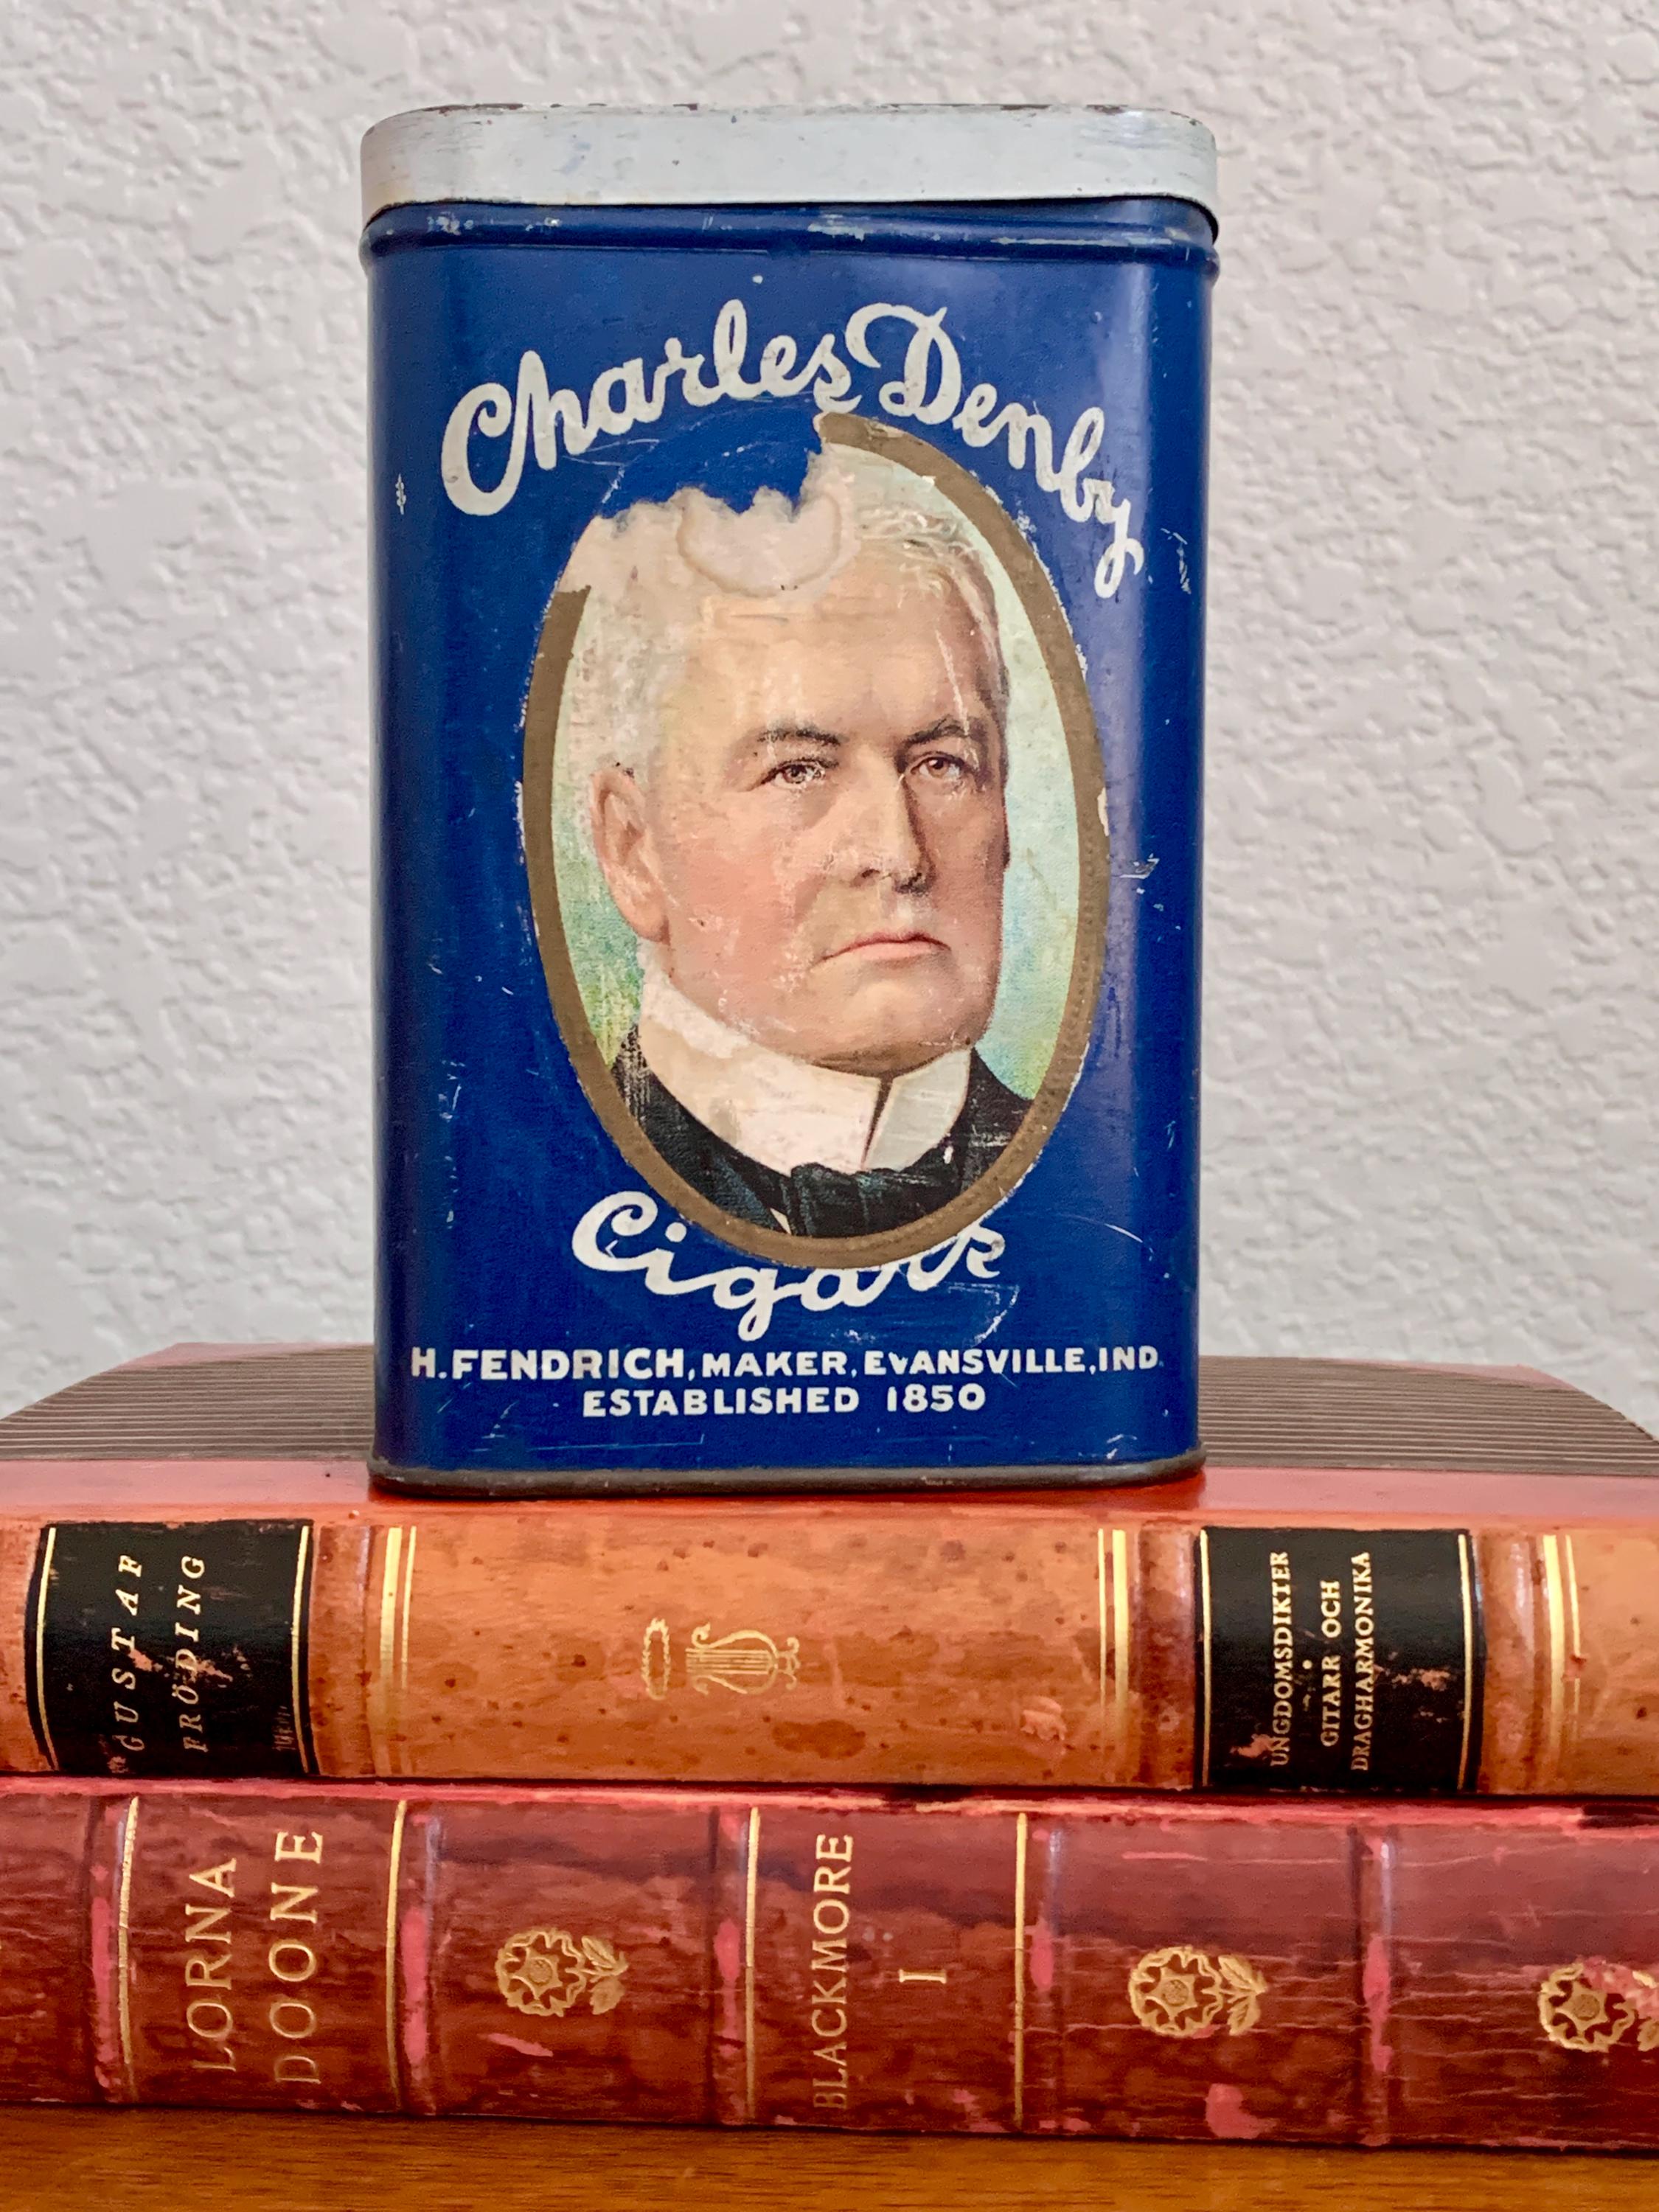 Charles Denby
Cigars
H. FENDRICH, MAKER, EVANSVILLE, IND.
ESTABLISHED 1850
GUSTAF
FRÖDING
UNGDOMSDIKTER
GITARR OCH
DRAGHARMONIKA
LORNA
DOONE
BLACKMORE
I